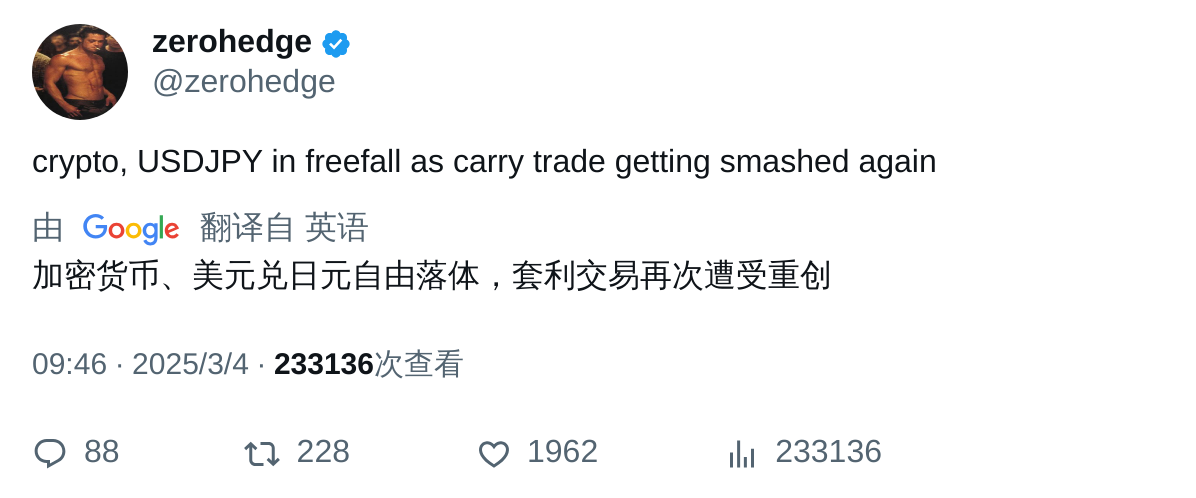 zerohedge
@zerohedge
crypto, USDJPY in freefall as carry trade getting smashed again
由 Google 翻译自 英语
加密货币、美元兑日元自由落体，套利交易再次遭受重创
09:46 · 2025/3/4 · 233136次查看
88 228 1962 233136